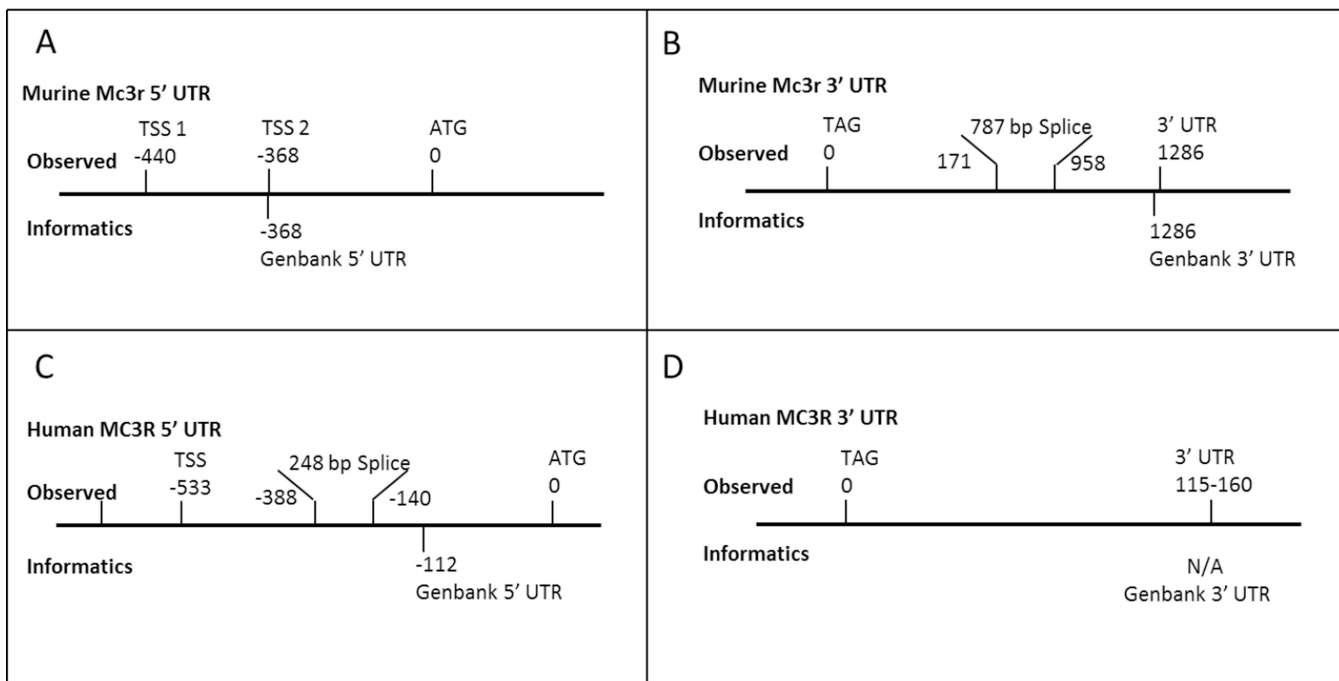 A
Murine Mc3r 5’ UTR
TSS 1 TSS 2 ATG
Observed -440 -368 0
Informatics -368
Genbank 5’ UTR
B
Murine Mc3r 3’ UTR
TAG 787 bp Splice 3’ UTR
Observed 0 171 958 1286
Informatics 1286
Genbank 3’ UTR
C
Human MC3R 5’ UTR
TSS 248 bp Splice ATG
Observed -533 -388 -140 0
Informatics -112
Genbank 5’ UTR
D
Human MC3R 3’ UTR
TAG 3’ UTR
Observed 0 115-160
Informatics N/A
Genbank 3’ UTR